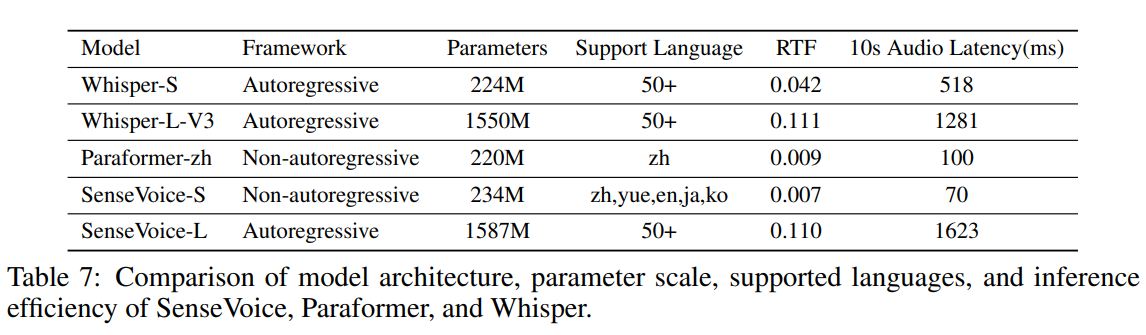 Model Framework Parameters Support Language RTF 10s Audio Latency(ms)
Whisper-S Autoregressive 224M 50+ 0.042 518
Whisper-L-V3 Autoregressive 1550M 50+ 0.111 1281
Paraformer-zh Non-autoregressive 220M zh 0.009 100
SenseVoice-S Non-autoregressive 234M zh,yue,en,ja,ko 0.007 70
SenseVoice-L Autoregressive 1587M 50+ 0.110 1623
Table 7: Comparison of model architecture, parameter scale, supported languages, and inference
efficiency of SenseVoice, Paraformer, and Whisper.